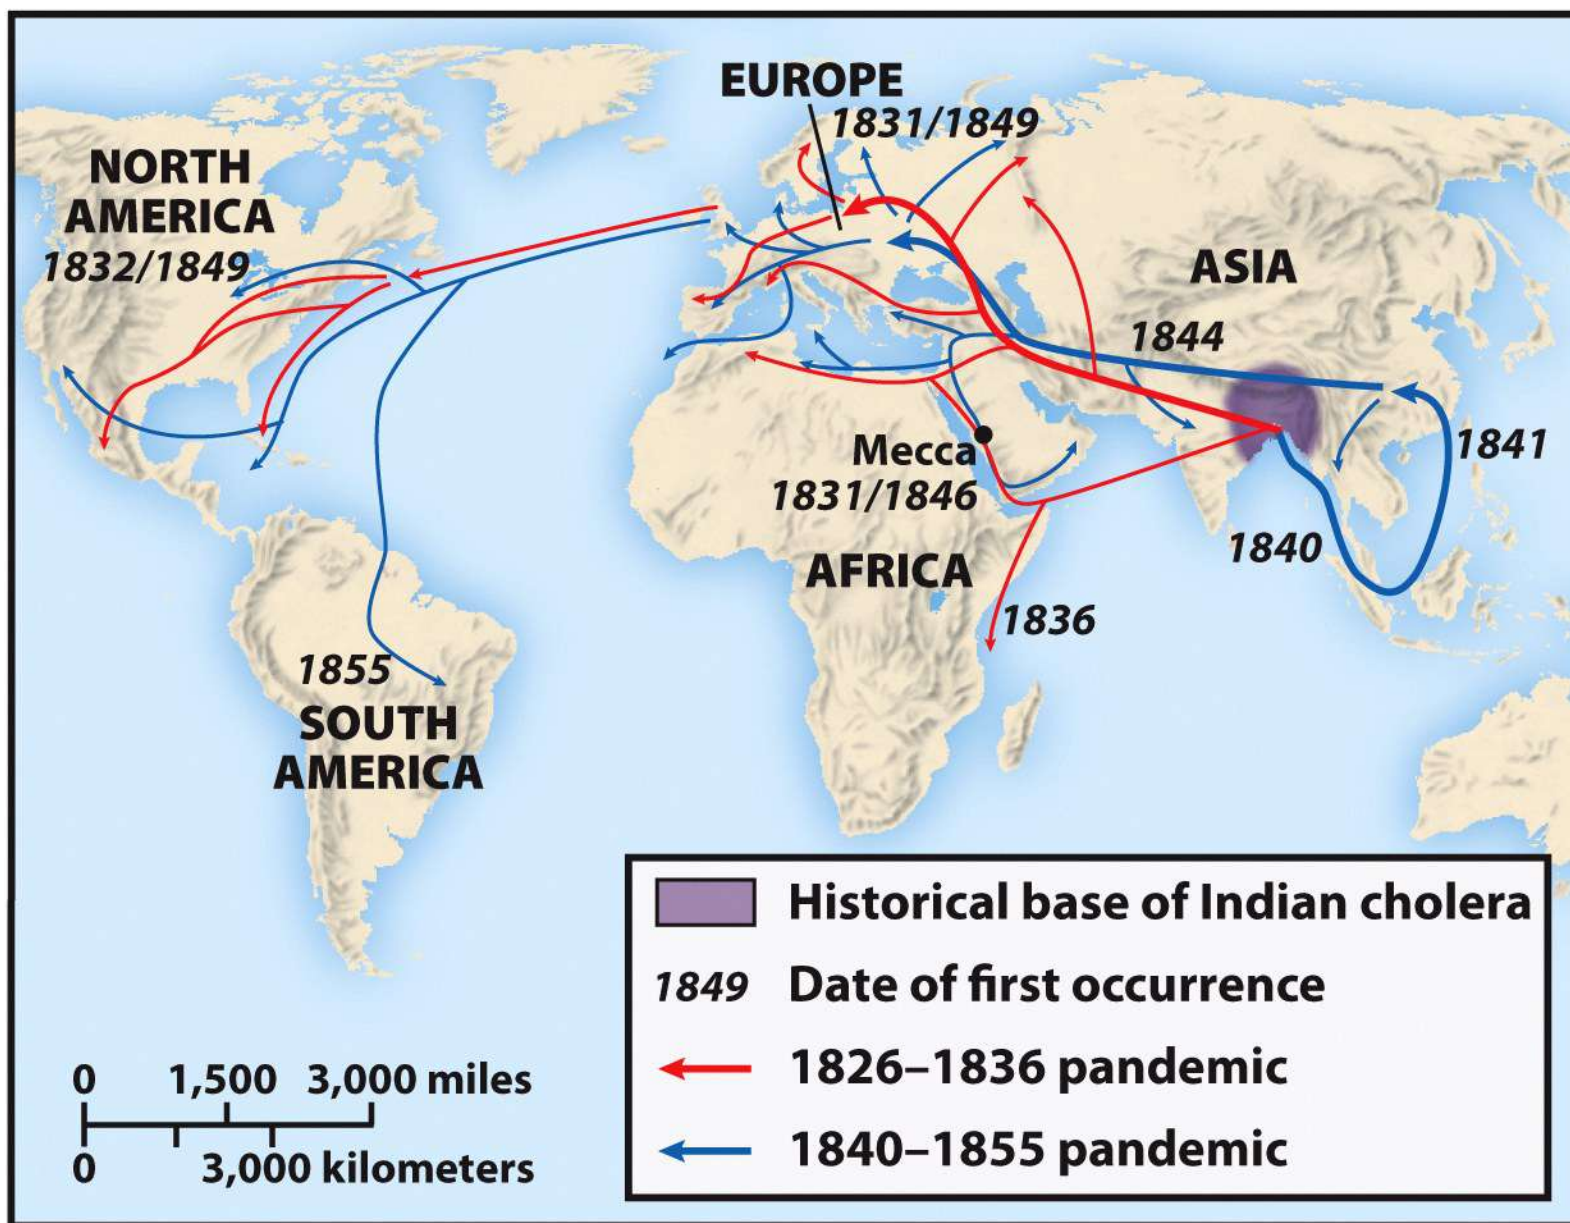 EUROPE
1831/1849
NORTH
AMERICA
1832/1849
ASIA
1844
Mecca
1831/1846
1841
1840
AFRICA
1836
1855
SOUTH
AMERICA
Historical base of Indian cholera
1849 Date of first occurrence
1826–1836 pandemic
1840–1855 pandemic
0 1,500 3,000 miles
0 3,000 kilometers